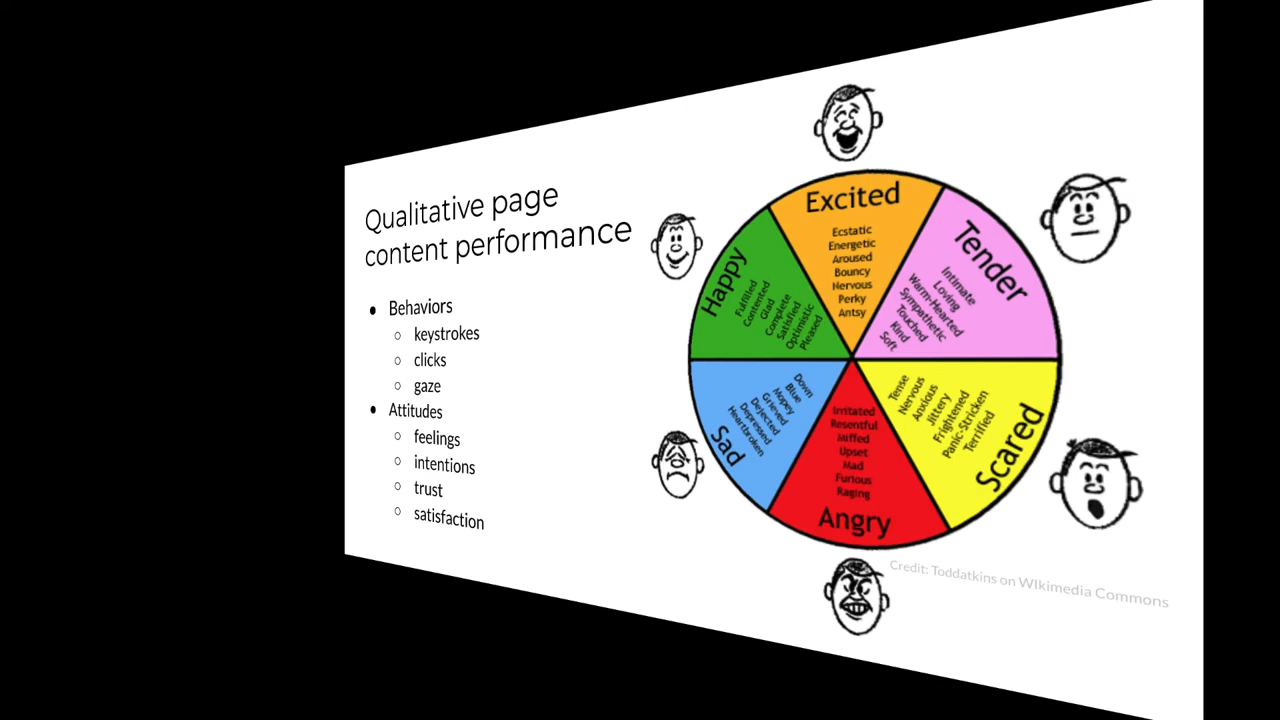 Qualitative page
content performance
Behaviors
keystrokes
clicks
gaze
Attitudes
feelings
intentions
trust
satisfaction
Excited
Ecstatic
Energetic
Aroused
Bouncy
Nervous
Perky
Antsy
Tender
Intimate
Loving
Warm-Hearted
Sympathetic
Touched
Kind
Soft
Scared
Tense
Nervous
Anxious
Jittery
Frightened
Panic-Stricken
Terrified
Angry
Irritated
Resentful
Miffed
Upset
Mad
Furious
Raging
Sad
Down
Blue
Mopey
Grieved
Dejected
Depressed
Heartbroken
Happy
Fulfilled
Contented
Glad
Complete
Satisfied
Optimistic
Pleased
Credit: Toddatkins on WIkimedia Commons